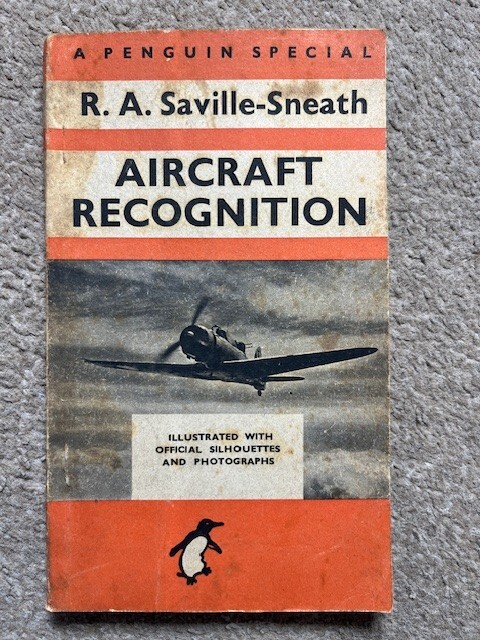 A PENGUIN SPECIAL
R. A. Saville-Sneath
AIRCRAFT
RECOGNITION
ILLUSTRATED WITH
OFFICIAL SILHOUETTES
AND PHOTOGRAPHS